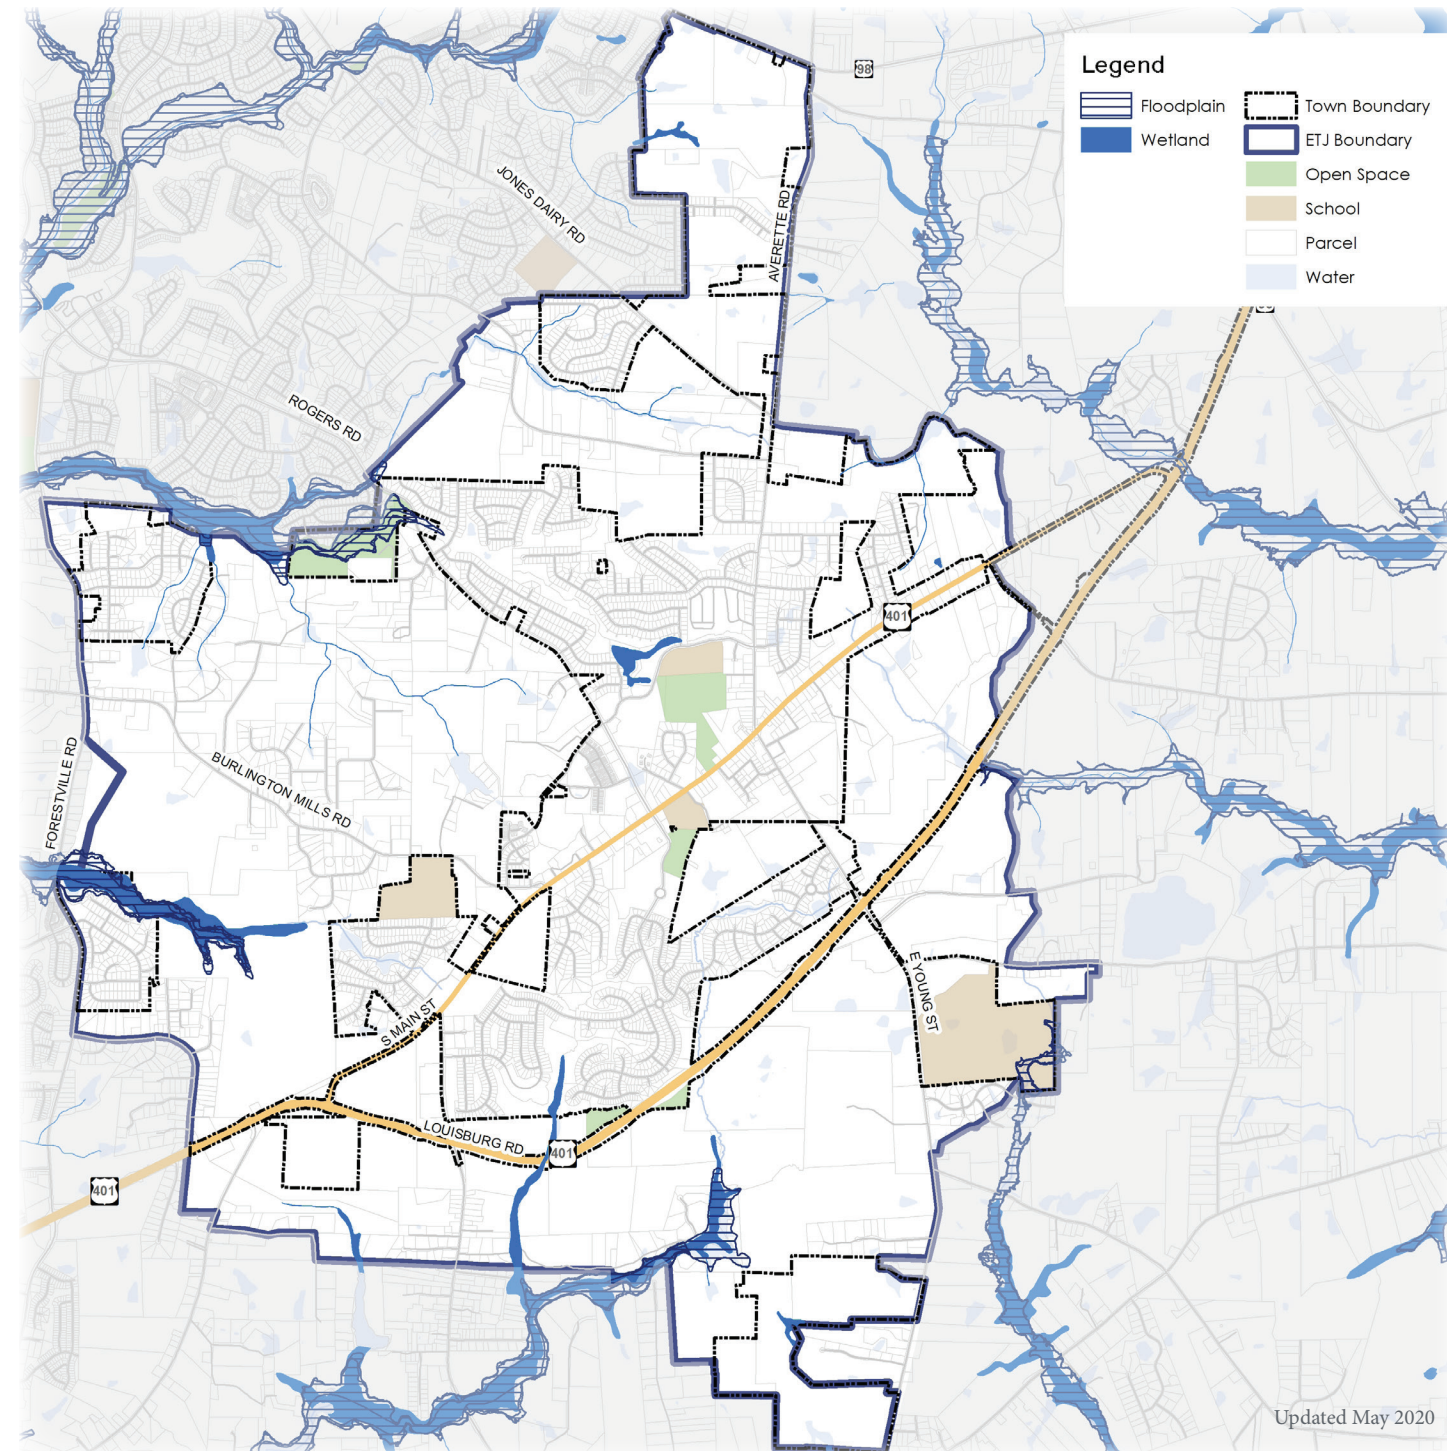 98
Legend
Floodplain
Town Boundary
Wetland
ETJ Boundary
Open Space
School
Parcel
Water
JONES DAIRY RD
AVERETTE RD
ROGERS RD
401
FORESTVILLE RD
BURLINGTON MILLS RD
E YOUNG ST
S MAIN ST
LOUISBURG RD
401
401
Updated May 2020